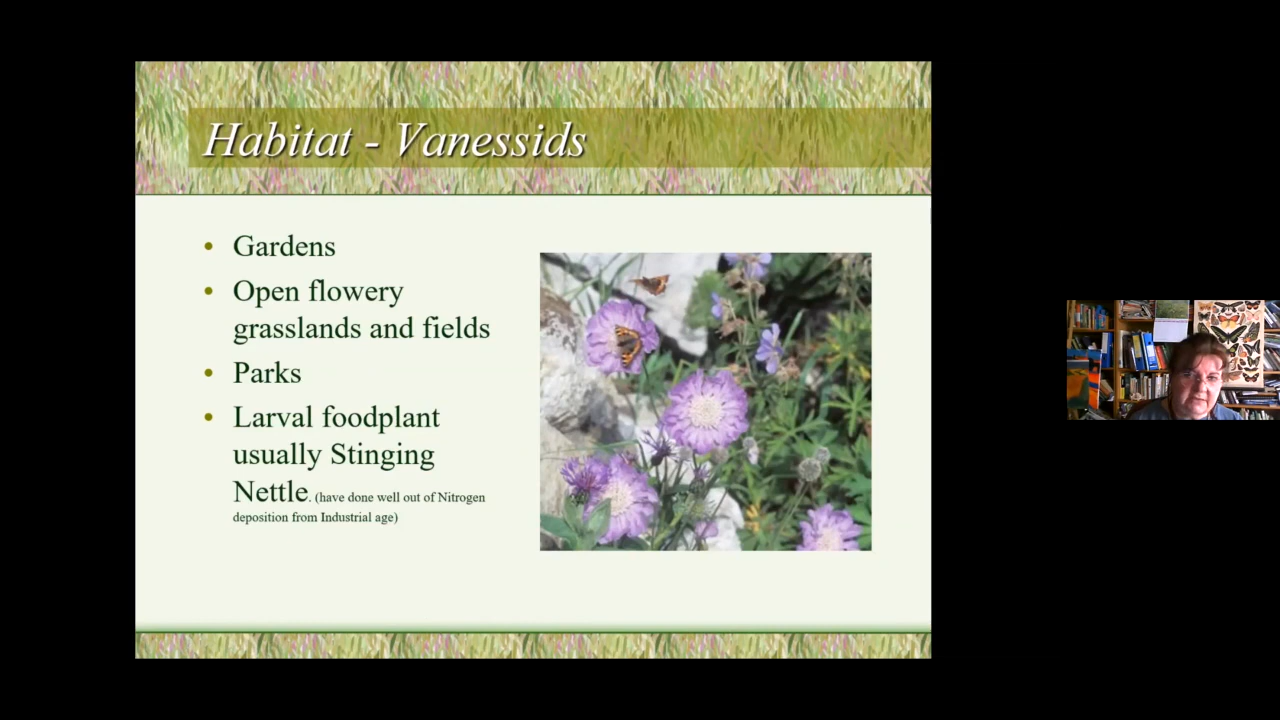 Habitat - Vanessids
• Gardens
• Open flowery
grasslands and fields
• Parks
• Larval foodplant
usually Stinging
Nettle. (have done well out of Nitrogen
deposition from Industrial age)